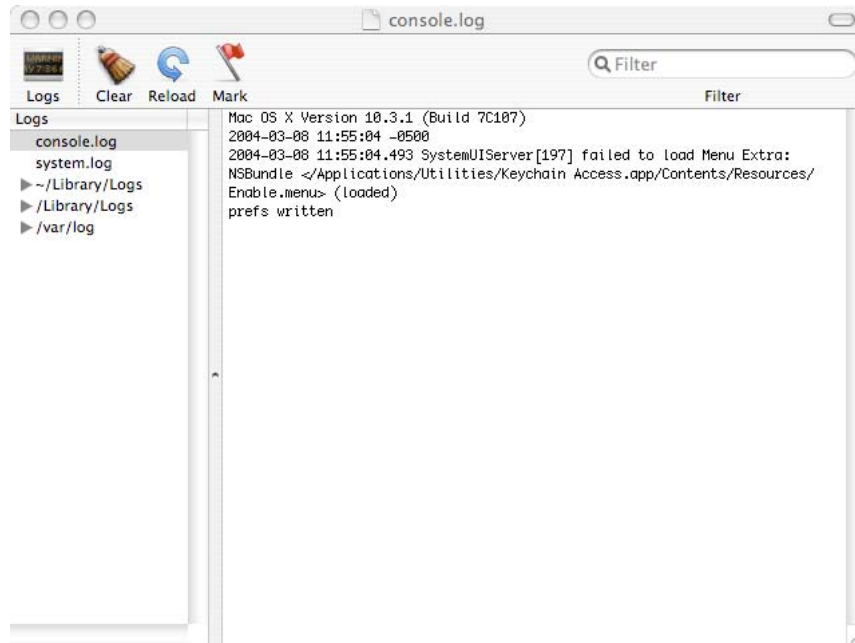 console.log
Filter
Logs Clear Reload Mark Filter
Logs
console.log
system.log
~/Library/Logs
/Library/Logs
/var/log
Mac OS X Version 10.3.1 (Build 7C107)
2004-03-08 11:55:04 -0500
2004-03-08 11:55:04.493 SystemUIServer[197] failed to load Menu Extra:
NSBundle </Applications/Utilities/Keychain Access.app/Contents/Resources/
Enable.menu> (loaded)
prefs written